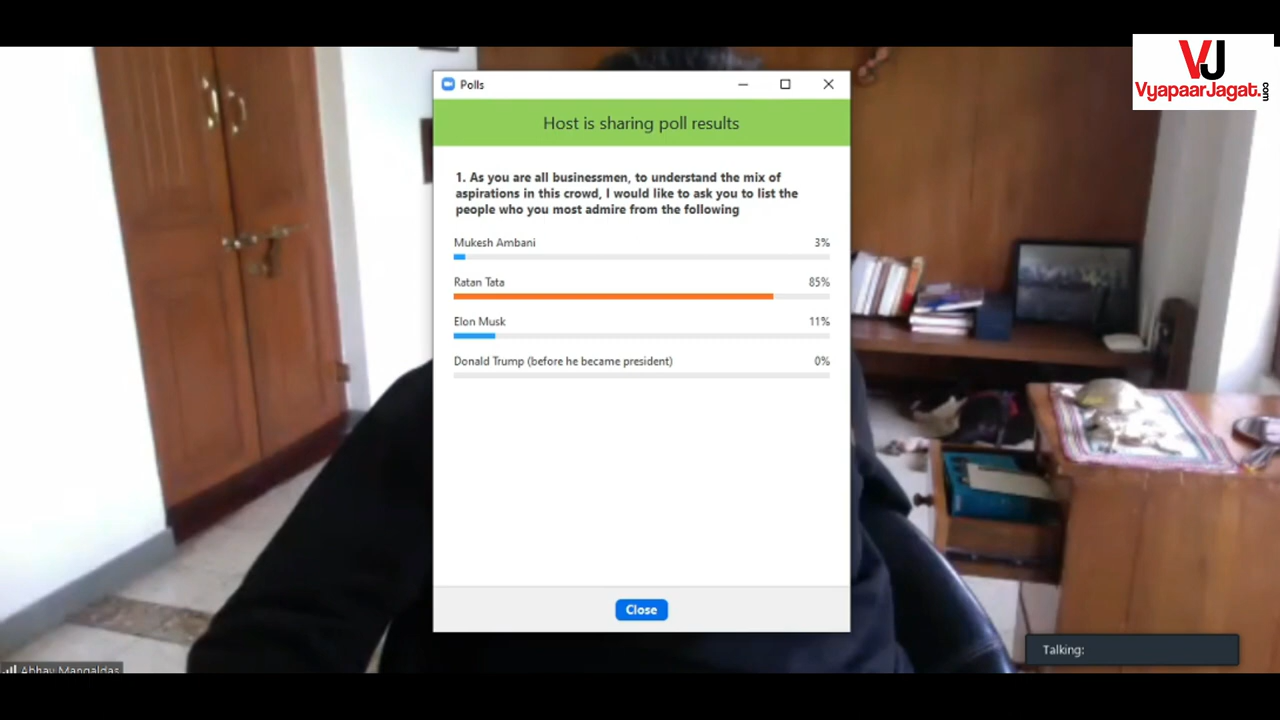 VJ
VyapaarJagat.com
Polls
Host is sharing poll results
1. As you are all businessmen, to understand the mix of
aspirations in this crowd, I would like to ask you to list the
people who you most admire from the following
Mukesh Ambani 3%
Ratan Tata 85%
Elon Musk 11%
Donald Trump (before he became president) 0%
Close
Talking:
Abhay Mangaldas